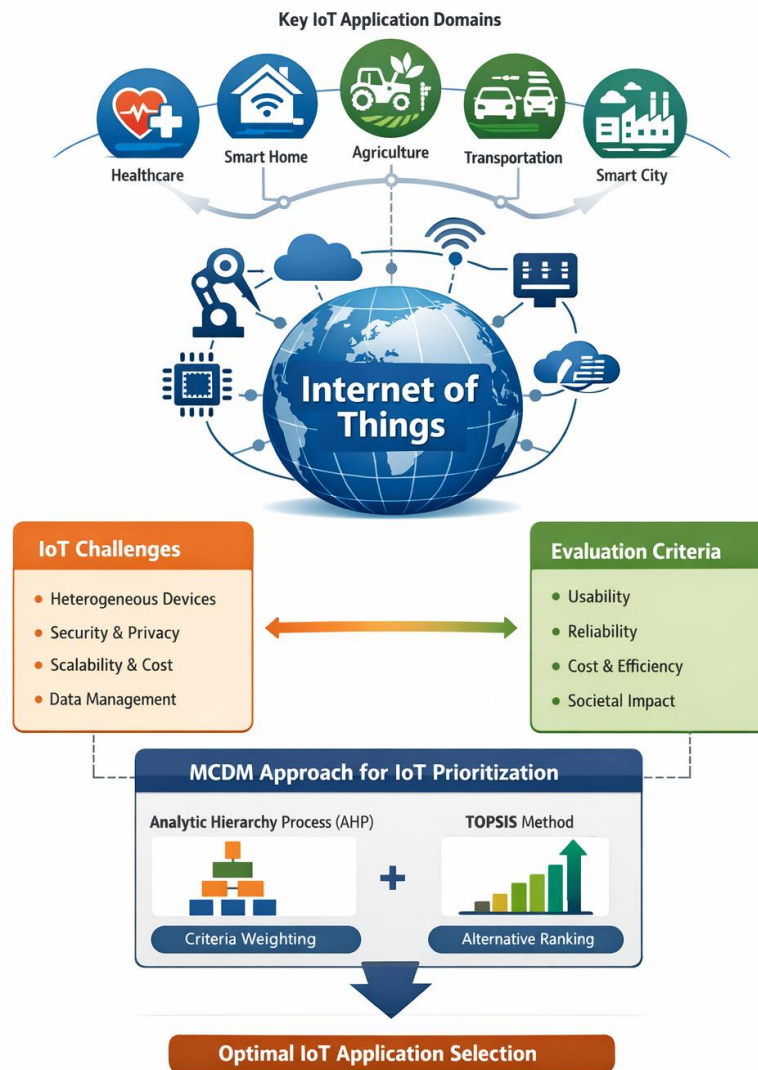 Key IoT Application Domains
Healthcare
Smart Home
Agriculture
Transportation
Smart City
Internet of
Things
IoT Challenges
• Heterogeneous Devices
• Security & Privacy
• Scalability & Cost
• Data Management
Evaluation Criteria
• Usability
• Reliability
• Cost & Efficiency
• Societal Impact
MCDM Approach for IoT Prioritization
Analytic Hierarchy Process (AHP)
TOPSIS Method
+
Criteria Weighting
Alternative Ranking
Optimal IoT Application Selection